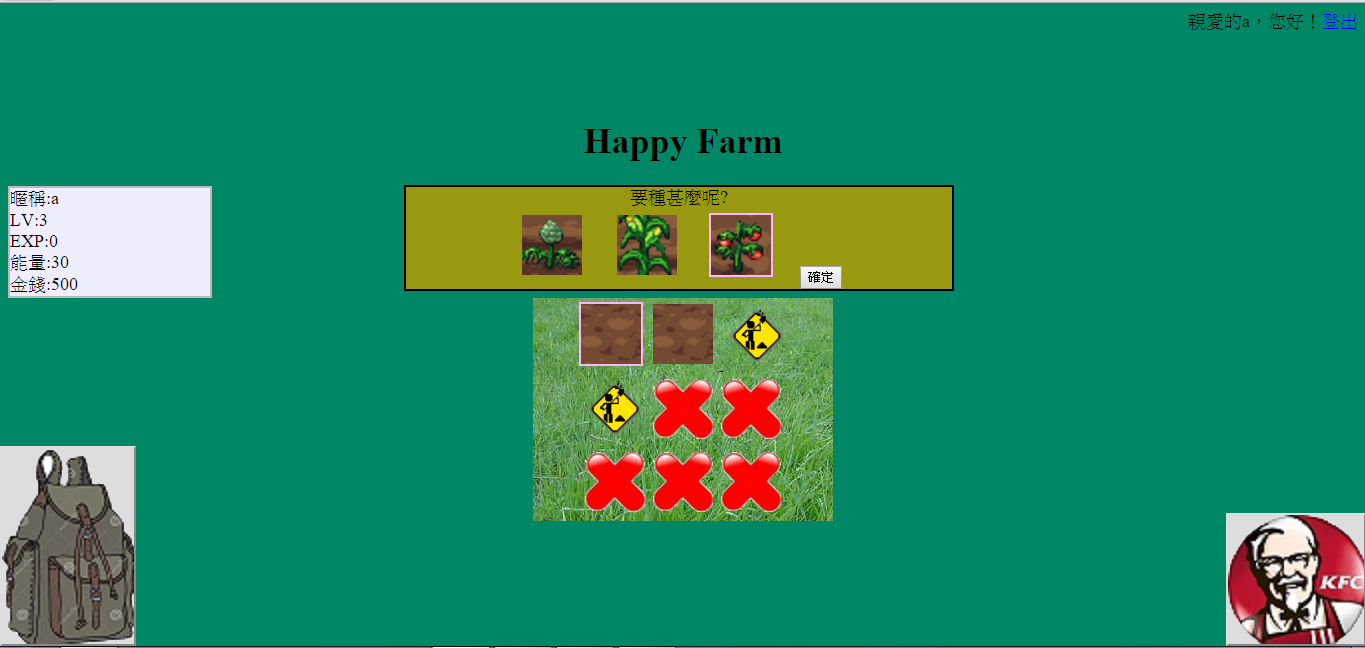 親愛的a，您好！登出
Happy Farm
暱稱:a
LV:3
EXP:0
能量:30
金錢:500
要種甚麼呢?
確定
KFC